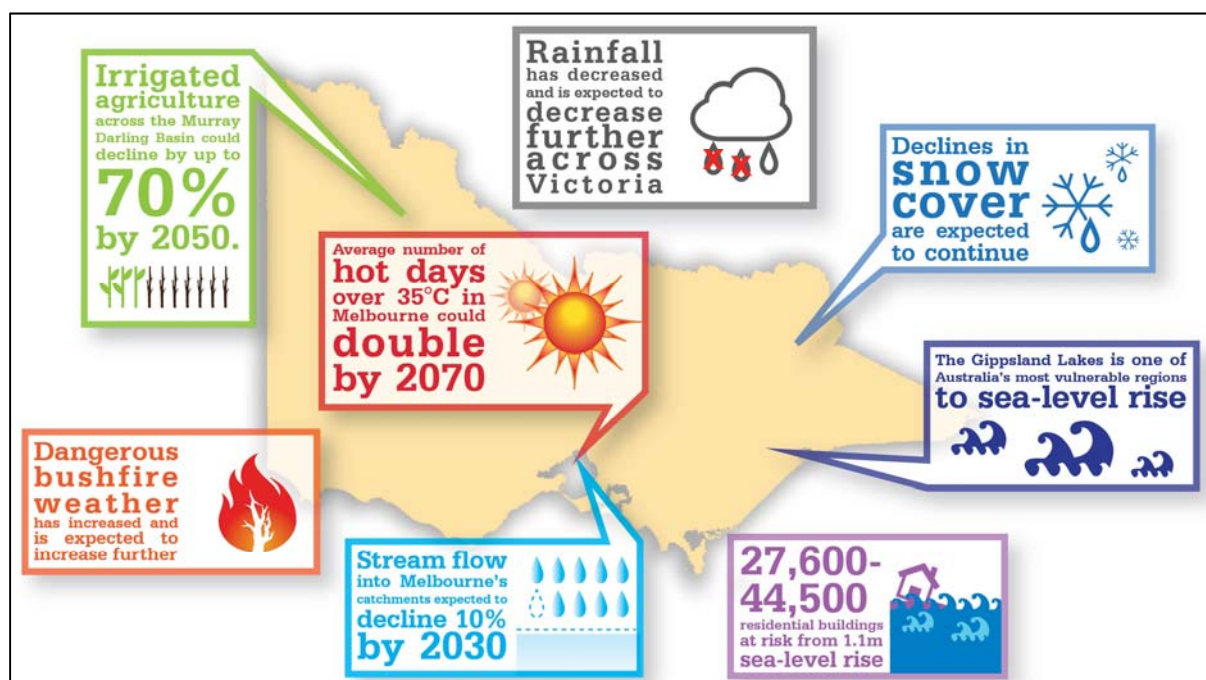 Irrigated
agriculture
across the Murray
Darling Basin could
decline by up to
70%
by 2050.
Rainfall
has decreased
and is expected to
decrease
further
across
Victoria
Declines in
snow
cover
are expected
to continue
Average number of
hot days
over 35°C in
Melbourne could
double
by 2070
The Gippsland Lakes is one of
Australia's most vulnerable regions
to sea-level rise
Dangerous
bushfire
weather
has increased and
is expected to
increase further
Stream flow
into Melbourne's
catchments expected to
decline 10%
by 2030
27,600-
44,500
residential buildings
at risk from 1.1m
sea-level rise